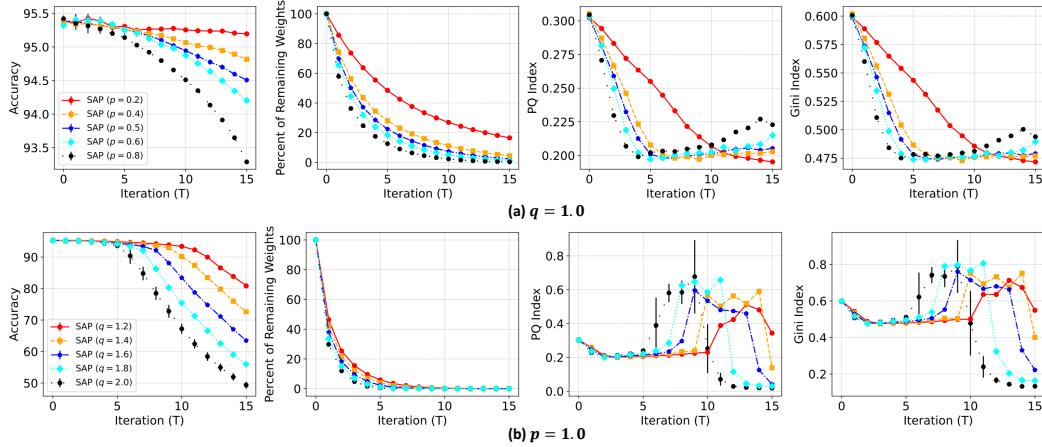 95.5
95.0
94.5
94.0
93.5
Accuracy
SAP (p = 0.2)
SAP (p = 0.4)
SAP (p = 0.5)
SAP (p = 0.6)
SAP (p = 0.8)
0 5 10 15
Iteration (T)
100
80
60
40
20
0
Percent of Remaining Weights
0 5 10 15
Iteration (T)
0.300
0.275
0.250
0.225
0.200
PQ Index
0 5 10 15
Iteration (T)
0.600
0.575
0.550
0.525
0.500
0.475
Gini Index
0 5 10 15
Iteration (T)
(a) q = 1.0
90
80
70
60
50
Accuracy
SAP (q = 1.2)
SAP (q = 1.4)
SAP (q = 1.6)
SAP (q = 1.8)
SAP (q = 2.0)
0 5 10 15
Iteration (T)
100
80
60
40
20
0
Percent of Remaining Weights
0 5 10 15
Iteration (T)
0.8
0.6
0.4
0.2
0.0
PQ Index
0 5 10 15
Iteration (T)
0.8
0.6
0.4
0.2
Gini Index
0 5 10 15
Iteration (T)
(b) p = 1.0